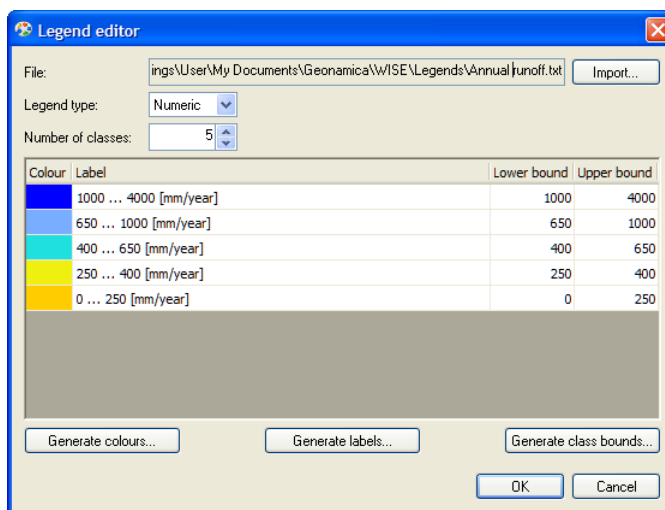 Legend editor
File: ings\User\My Documents\Geonamica\WISE\Legends\Annual runoff.txt Import...
Legend type: Numeric
Number of classes: 5
Colour Label Lower bound Upper bound
1000 ... 4000 [mm/year] 1000 4000
650 ... 1000 [mm/year] 650 1000
400 ... 650 [mm/year] 400 650
250 ... 400 [mm/year] 250 400
0 ... 250 [mm/year] 0 250
Generate colours... Generate labels... Generate class bounds...
OK Cancel